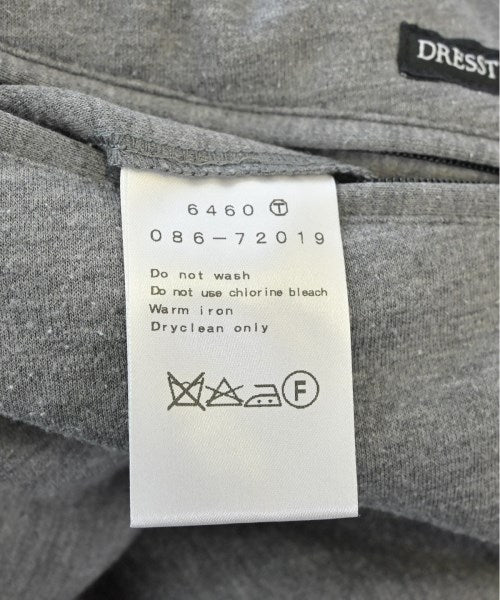 DRESST
6460 Ⓣ
086-72019
Do not wash
Do not use chlorine bleach
Warm iron
Dryclean only
F